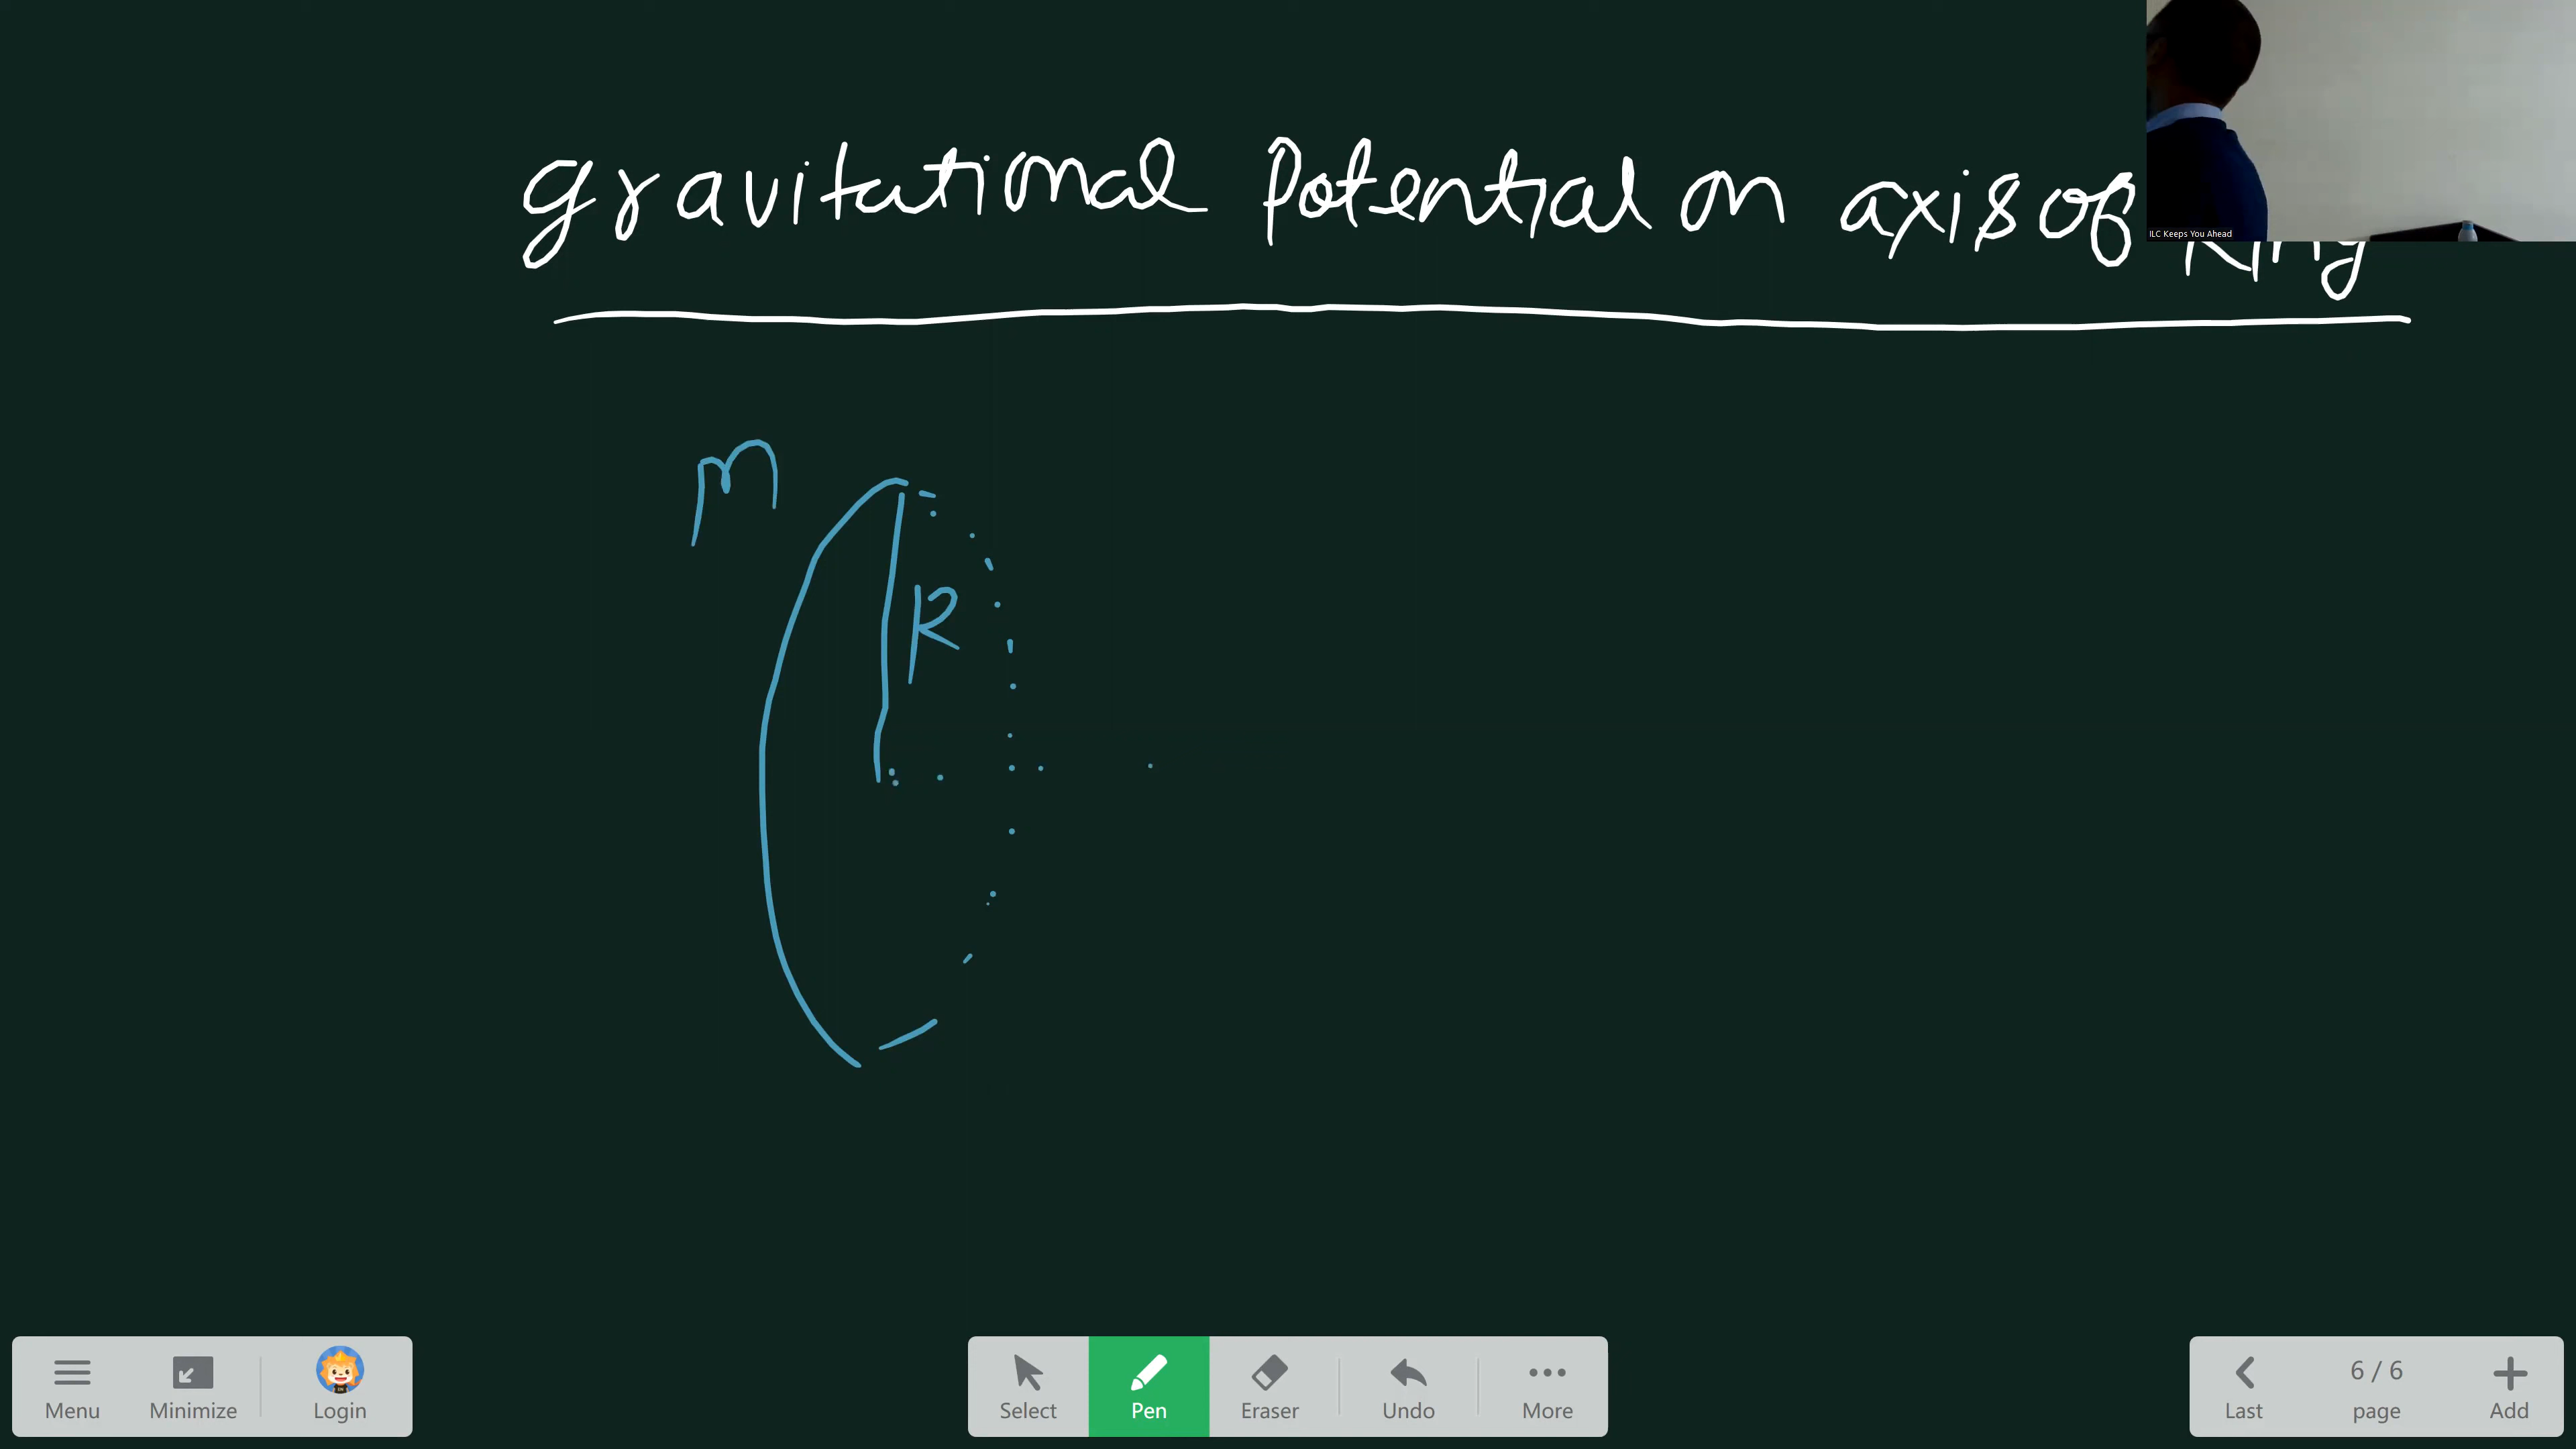 gravitational Potential on axis of Ring
ILC Keeps You Ahead
M
R
Menu Minimize Login Select Pen Eraser Undo More Last 6 / 6 page Add